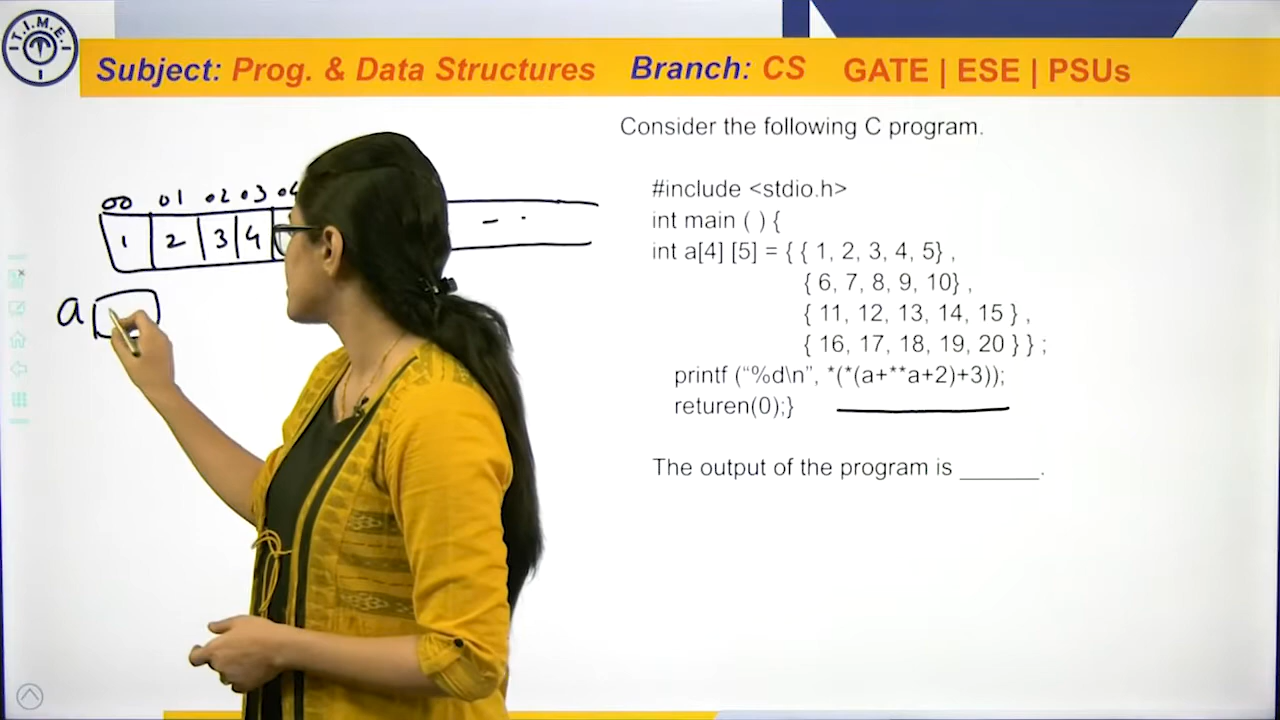 I.T.I.M.E.I
Subject: Prog. & Data Structures Branch: CS GATE | ESE | PSUs
Consider the following C program.
#include <stdio.h>
int main ( ) {
int a[4] [5] = { { 1, 2, 3, 4, 5} ,
{ 6, 7, 8, 9, 10} ,
{ 11, 12, 13, 14, 15 } ,
{ 16, 17, 18, 19, 20 } } ;
printf (“%d\n”, *(*(a+**a+2)+3));
returen(0);}
The output of the program is ______.
00 01 02 03 04
1 2 3 4 - .
a